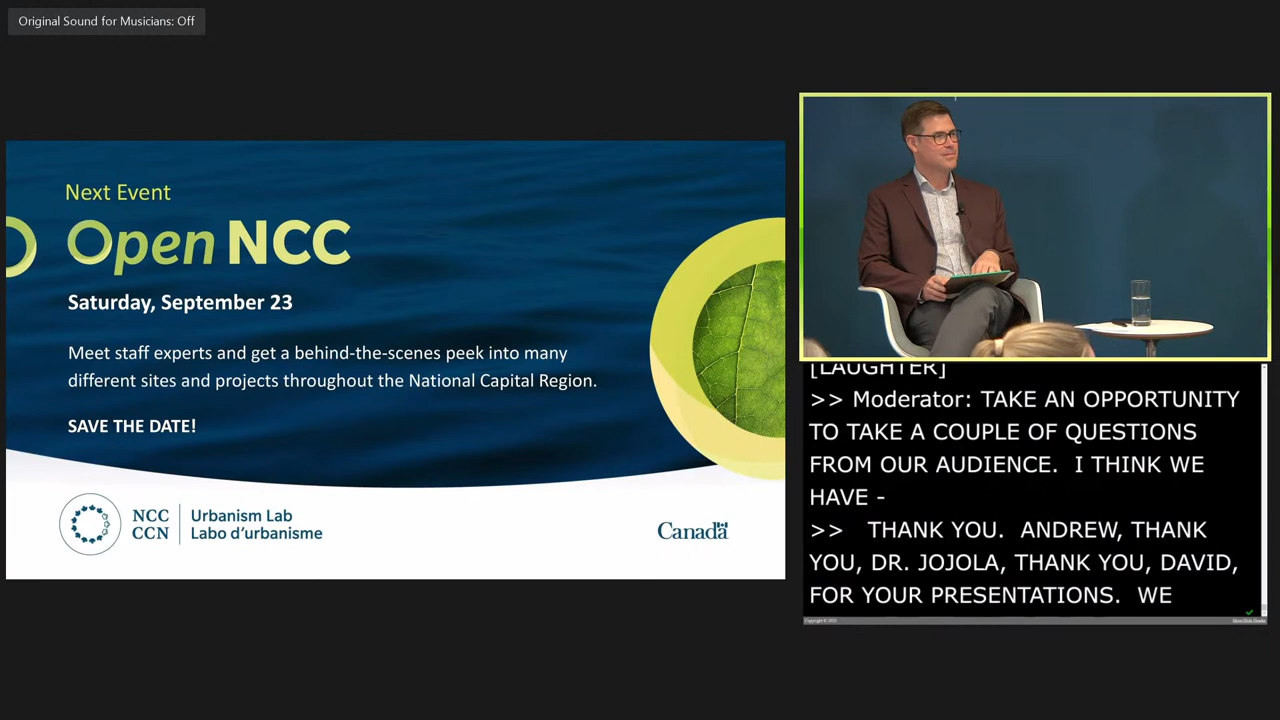 Original Sound for Musicians: Off
Next Event
Open NCC
Saturday, September 23
Meet staff experts and get a behind-the-scenes peek into many
different sites and projects throughout the National Capital Region.
SAVE THE DATE!
NCC
CCN
Urbanism Lab
Labo d'urbanisme
Canada
[LAUGHTER]
>> Moderator: TAKE AN OPPORTUNITY
TO TAKE A COUPLE OF QUESTIONS
FROM OUR AUDIENCE.  I THINK WE
HAVE -
>>  THANK YOU.  ANDREW, THANK
YOU, DR. JOJOLA, THANK YOU, DAVID,
FOR YOUR PRESENTATIONS.  WE